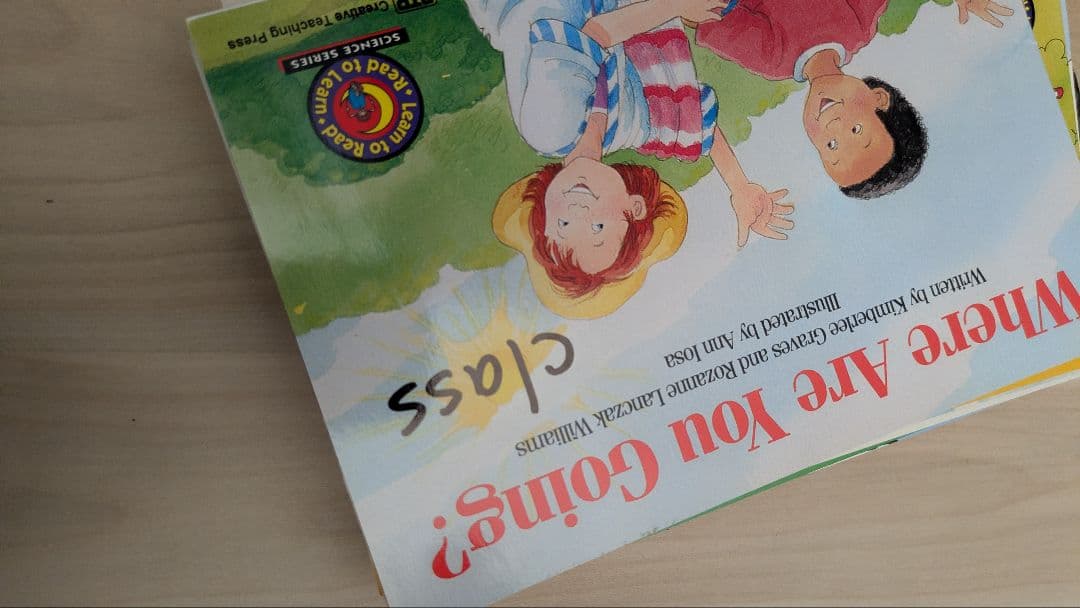 Where Are You Going?
Written by Kimberlee Graves and Rozanne Lanczak Williams
Illustrated by Ann Iosa
class
Learn to Read • Read to Learn •
SCIENCE SERIES
CTP Creative Teaching Press